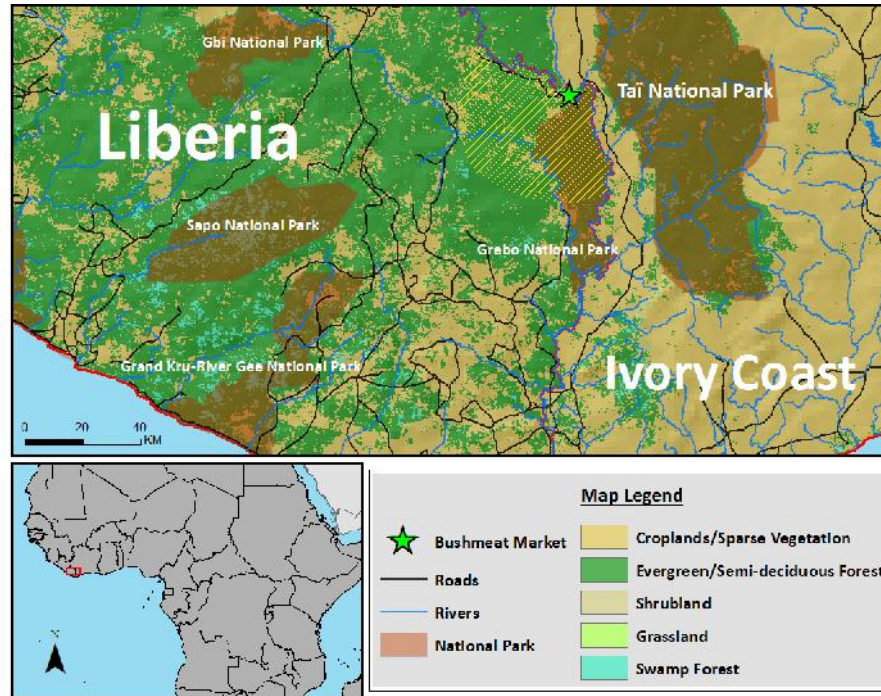 Gbi National Park
Taï National Park
Liberia
Sapo National Park
Grebo National Park
Grand Kru-River Gee National Park
Ivory Coast
0 20 40
KM
N
Map Legend
Bushmeat Market
Roads
Rivers
National Park
Croplands/Sparse Vegetation
Evergreen/Semi-deciduous Forest
Shrubland
Grassland
Swamp Forest